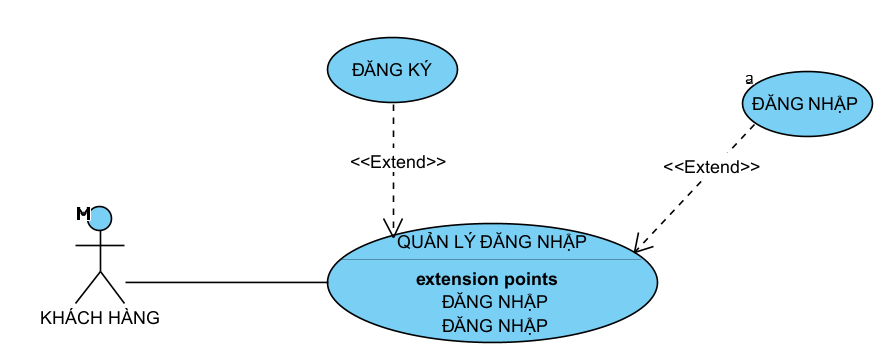 ĐĂNG KÝ
a
ĐĂNG NHẬP
<<Extend>>
<<Extend>>
M
QUẢN LÝ ĐĂNG NHẬP
extension points
ĐĂNG NHẬP
ĐĂNG NHẬP
KHÁCH HÀNG